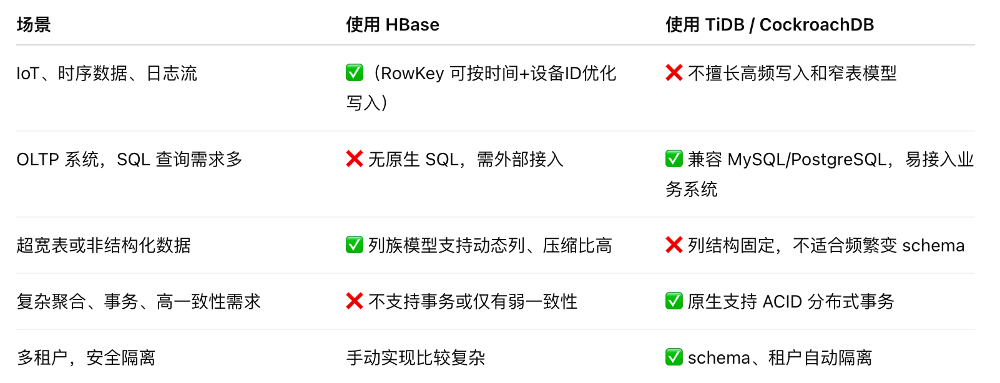 场景 使用 HBase 使用 TiDB / CockroachDB
IoT、时序数据、日志流 ✅（RowKey 可按时间+设备ID优化 ❌ 不擅长高频写入和窄表模型
写入）
OLTP 系统，SQL 查询需求多 ❌ 无原生 SQL，需外部接入 ✅ 兼容 MySQL/PostgreSQL，易接入业
务系统
超宽表或非结构化数据 ✅ 列族模型支持动态列、压缩比高 ❌ 列结构固定，不适合频繁变 schema
复杂聚合、事务、高一致性需求 ❌ 不支持事务或仅有弱一致性 ✅ 原生支持 ACID 分布式事务
多租户，安全隔离 手动实现比较复杂 ✅ schema、租户自动隔离